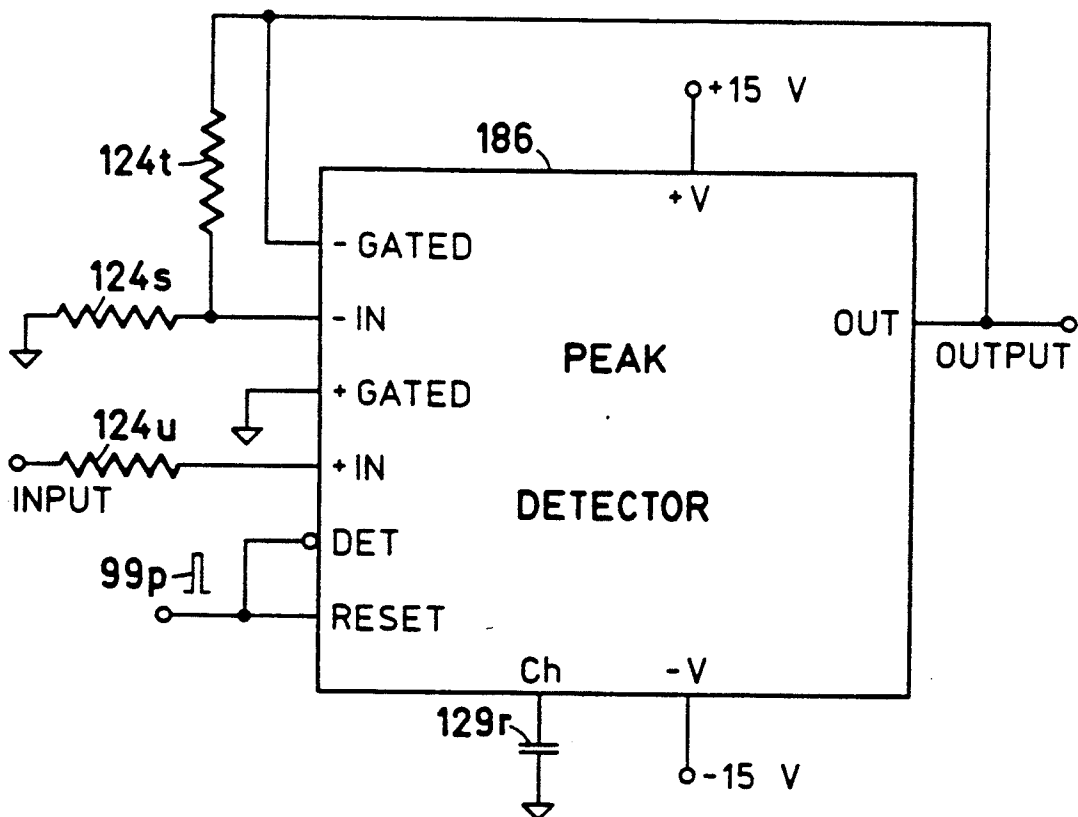 +15 V
186
124t
+V
- GATED
124s
- IN
OUT
PEAK
OUTPUT
+ GATED
124u
+ IN
INPUT
DETECTOR
DET
99p
RESET
Ch
-V
129r
-15 V